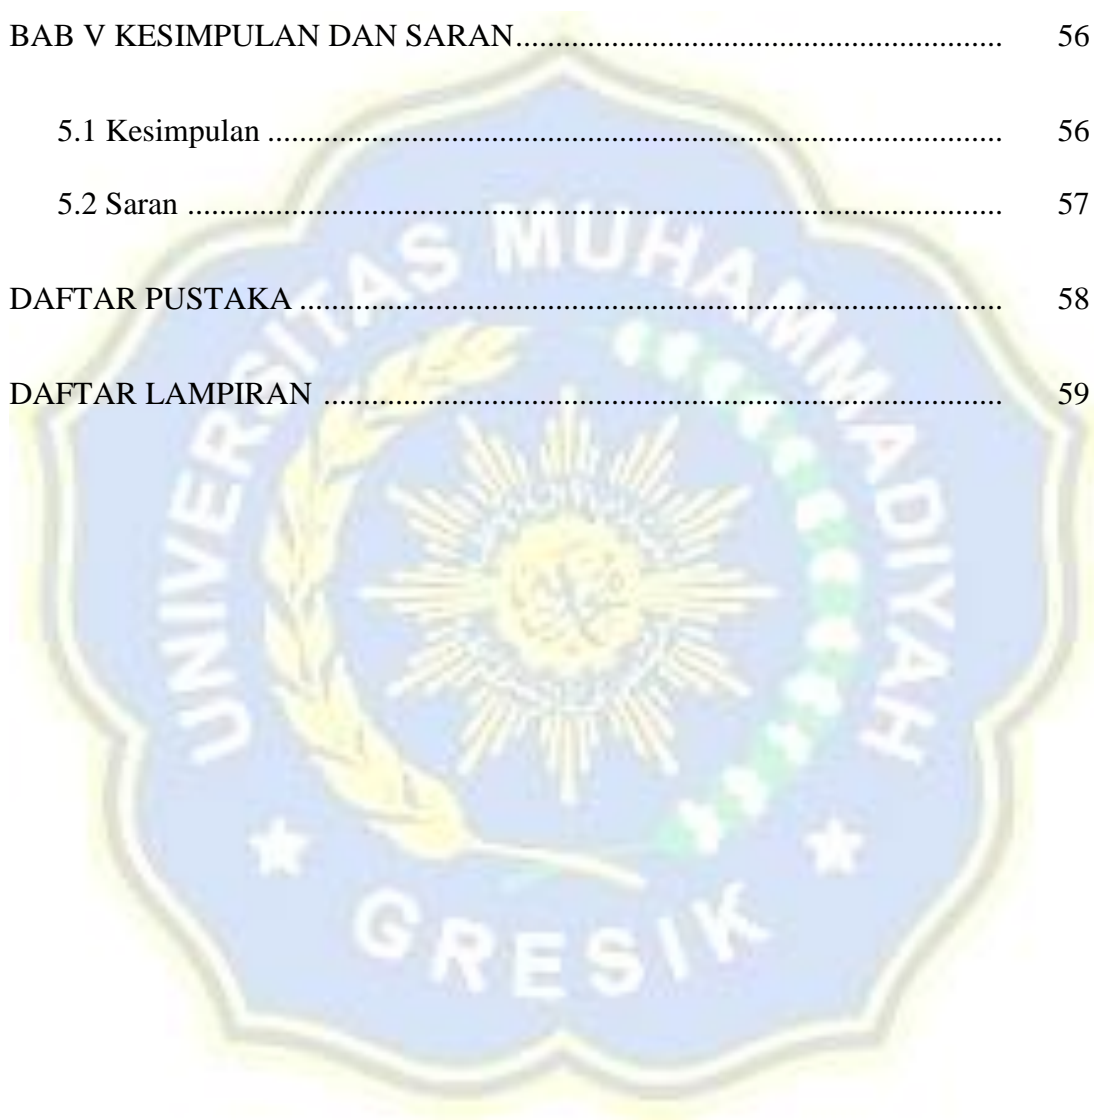 BAB V KESIMPULAN DAN SARAN............................................................ 56
5.1 Kesimpulan ........................................................................................... 56
5.2 Saran ..................................................................................................... 57
DAFTAR PUSTAKA ....................................................................................... 58
DAFTAR LAMPIRAN .................................................................................... 59
UNIVERSITAS MUHAMMADIYAH
GRESIK